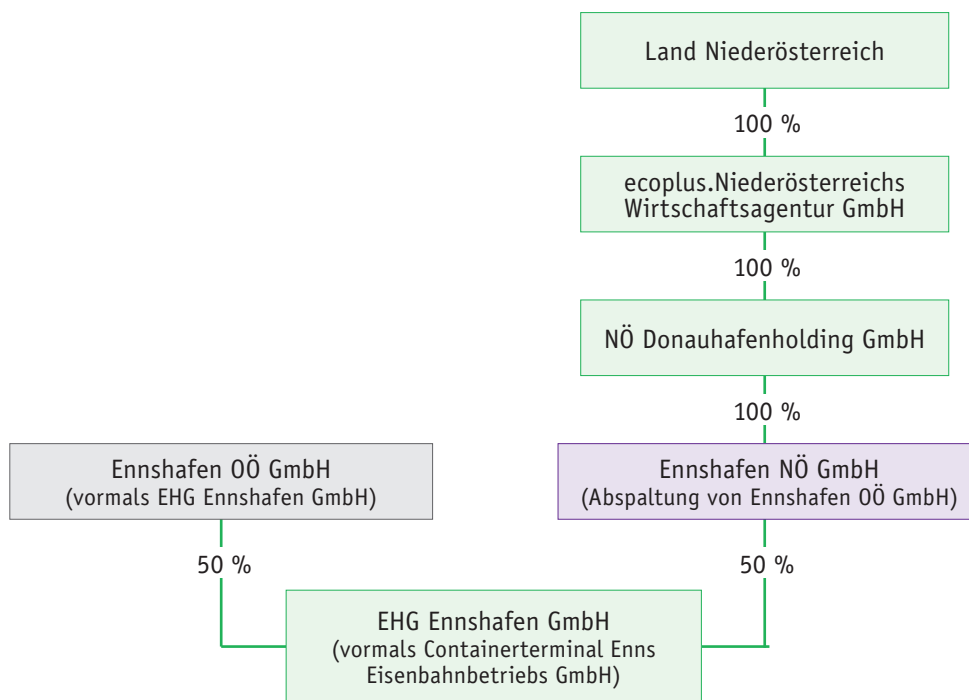 Land Niederösterreich
100 %
ecoplus.Niederösterreichs
Wirtschaftsagentur GmbH
100 %
NÖ Donauhafenholding GmbH
100 %
Ennshafen OÖ GmbH
(vormals EHG Ennshafen GmbH)
Ennshafen NÖ GmbH
(Abspaltung von Ennshafen OÖ GmbH)
50 %
50 %
EHG Ennshafen GmbH
(vormals Containerterminal Enns
Eisenbahnbetriebs GmbH)